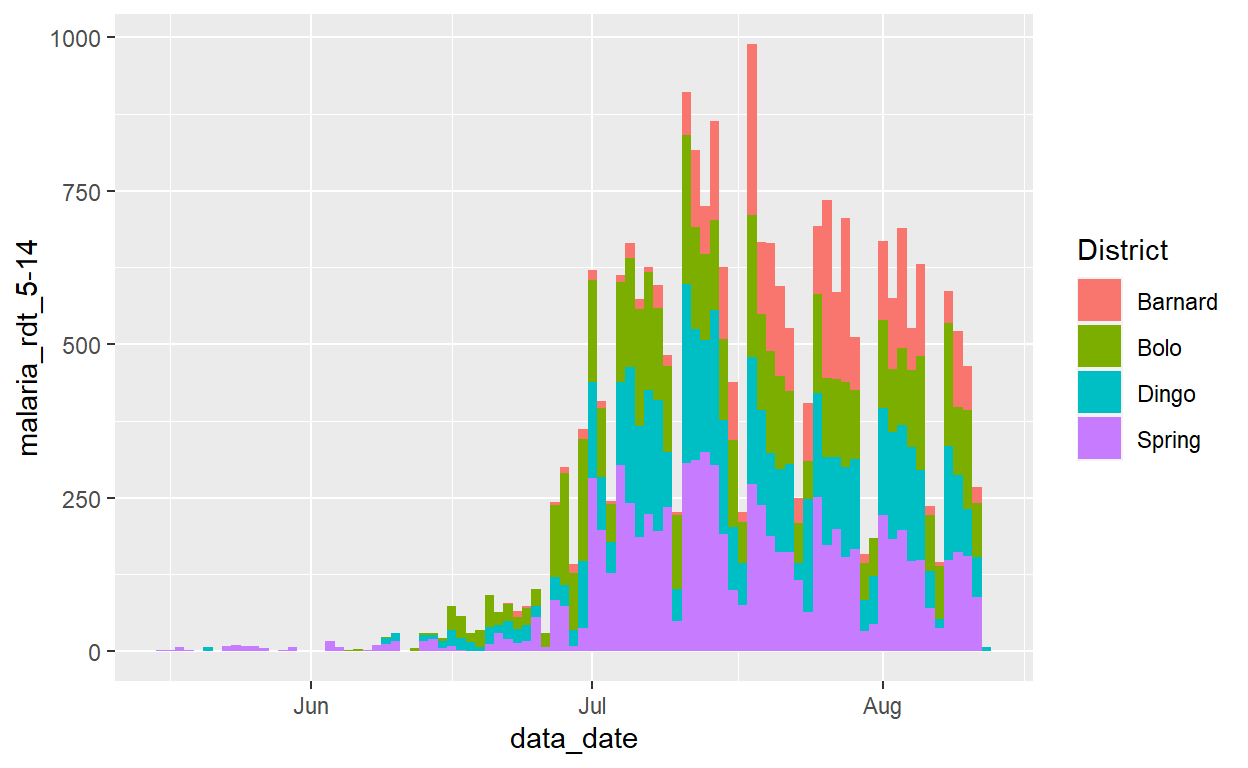 malaria_rdt_5-14
1000
750
500
250
0
Jun
Jul
Aug
data_date
District
Barnard
Bolo
Dingo
Spring